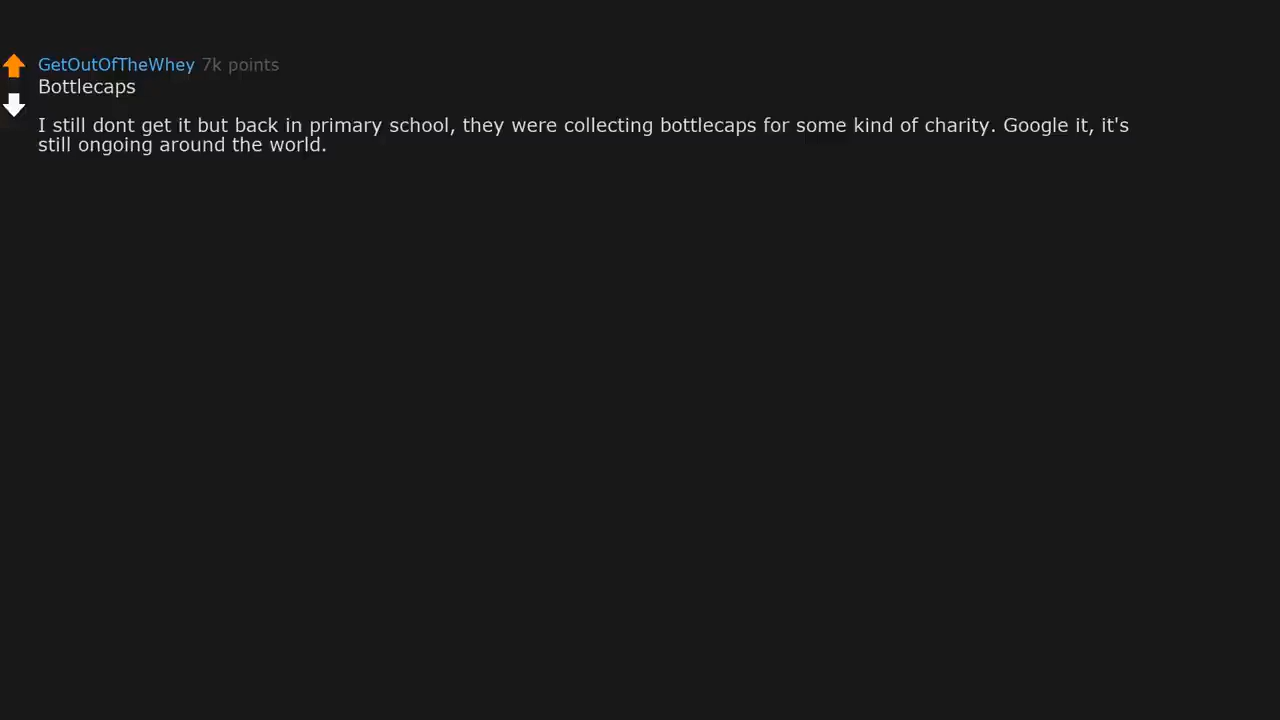 GetOutOfTheWhey 7k points
Bottlecaps
I still dont get it but back in primary school, they were collecting bottlecaps for some kind of charity. Google it, it's
still ongoing around the world.